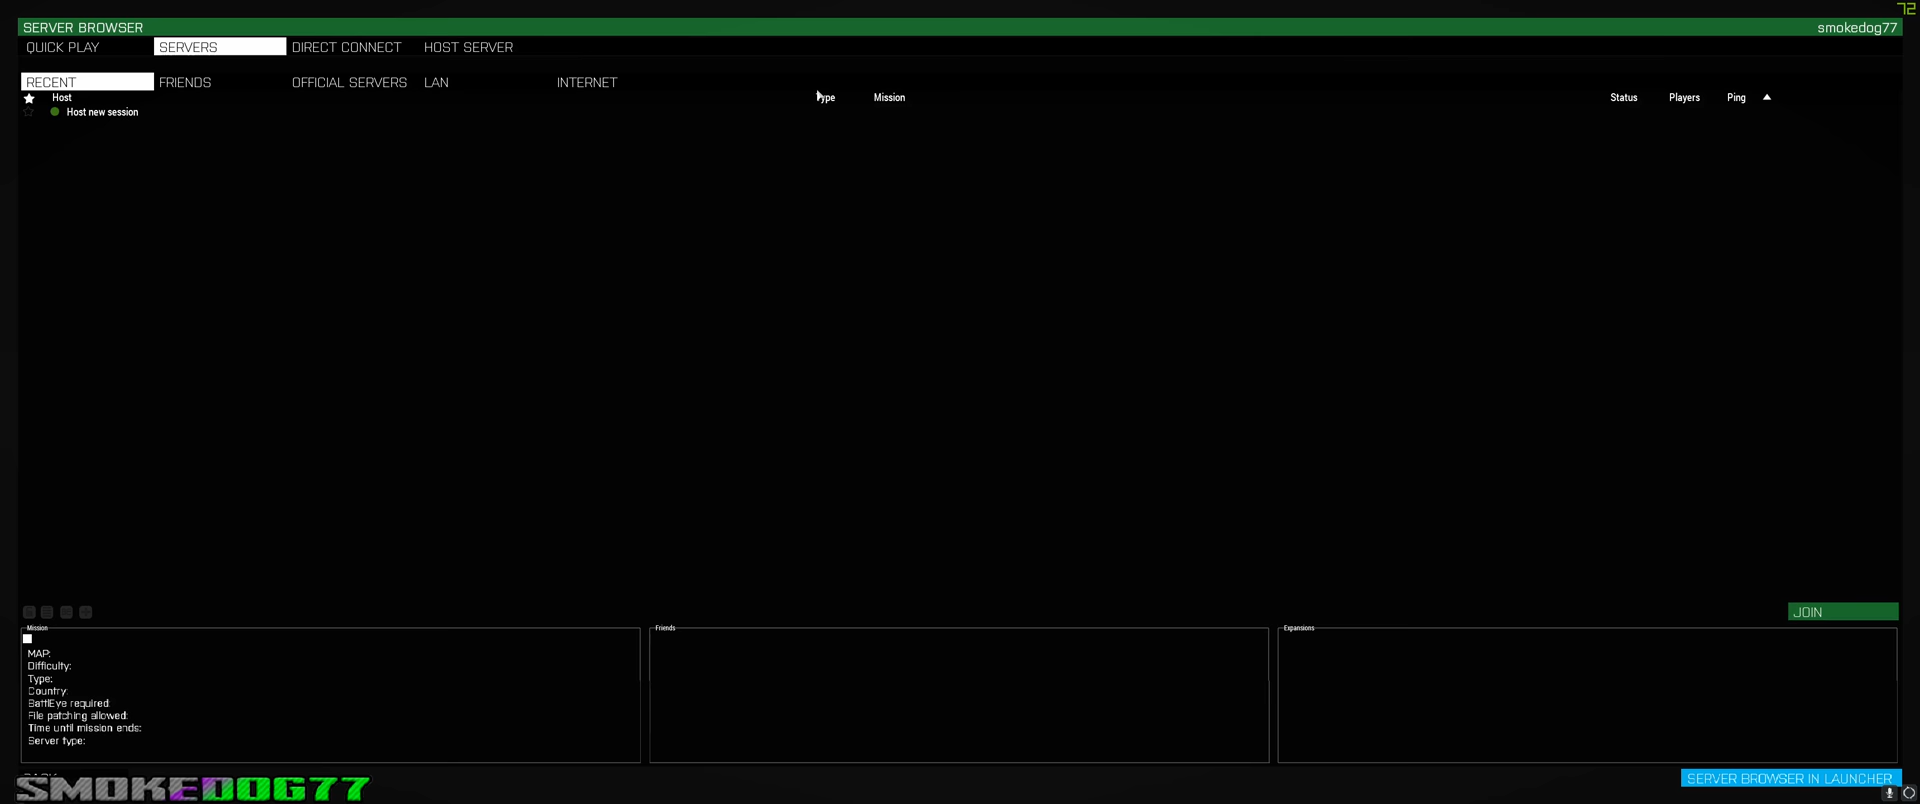 72
SERVER BROWSER smokedog77
QUICK PLAY SERVERS DIRECT CONNECT HOST SERVER
RECENT FRIENDS OFFICIAL SERVERS LAN INTERNET
Host Type Mission Status Players Ping
Host new session
JOIN
Mission Friends Expansions
MAP:
Difficulty:
Type:
Country:
BattlEye required:
File patching allowed:
Time until mission ends:
Server type:
BACK
SMOKEDOG77
SERVER BROWSER IN LAUNCHER